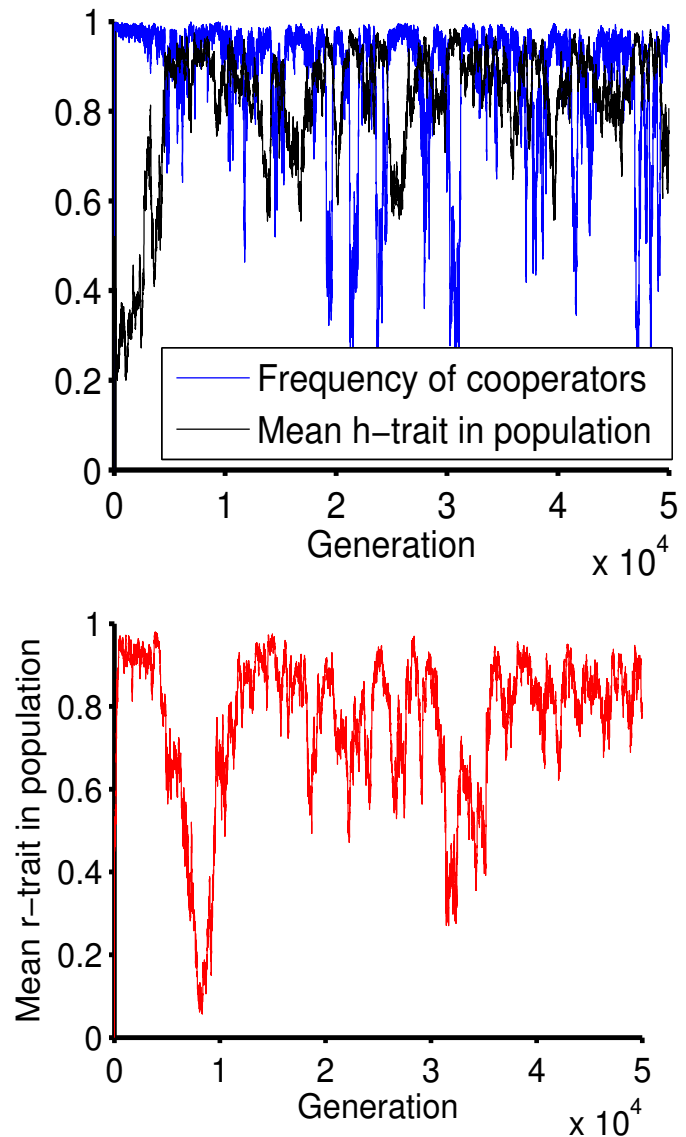 1
0.8
0.6
0.4
0.2
0
Frequency of cooperators
Mean h-trait in population
0 1 2 3 4 5
Generation
x 10^4
Mean r-trait in population
1
0.8
0.6
0.4
0.2
0
0 1 2 3 4 5
Generation
x 10^4